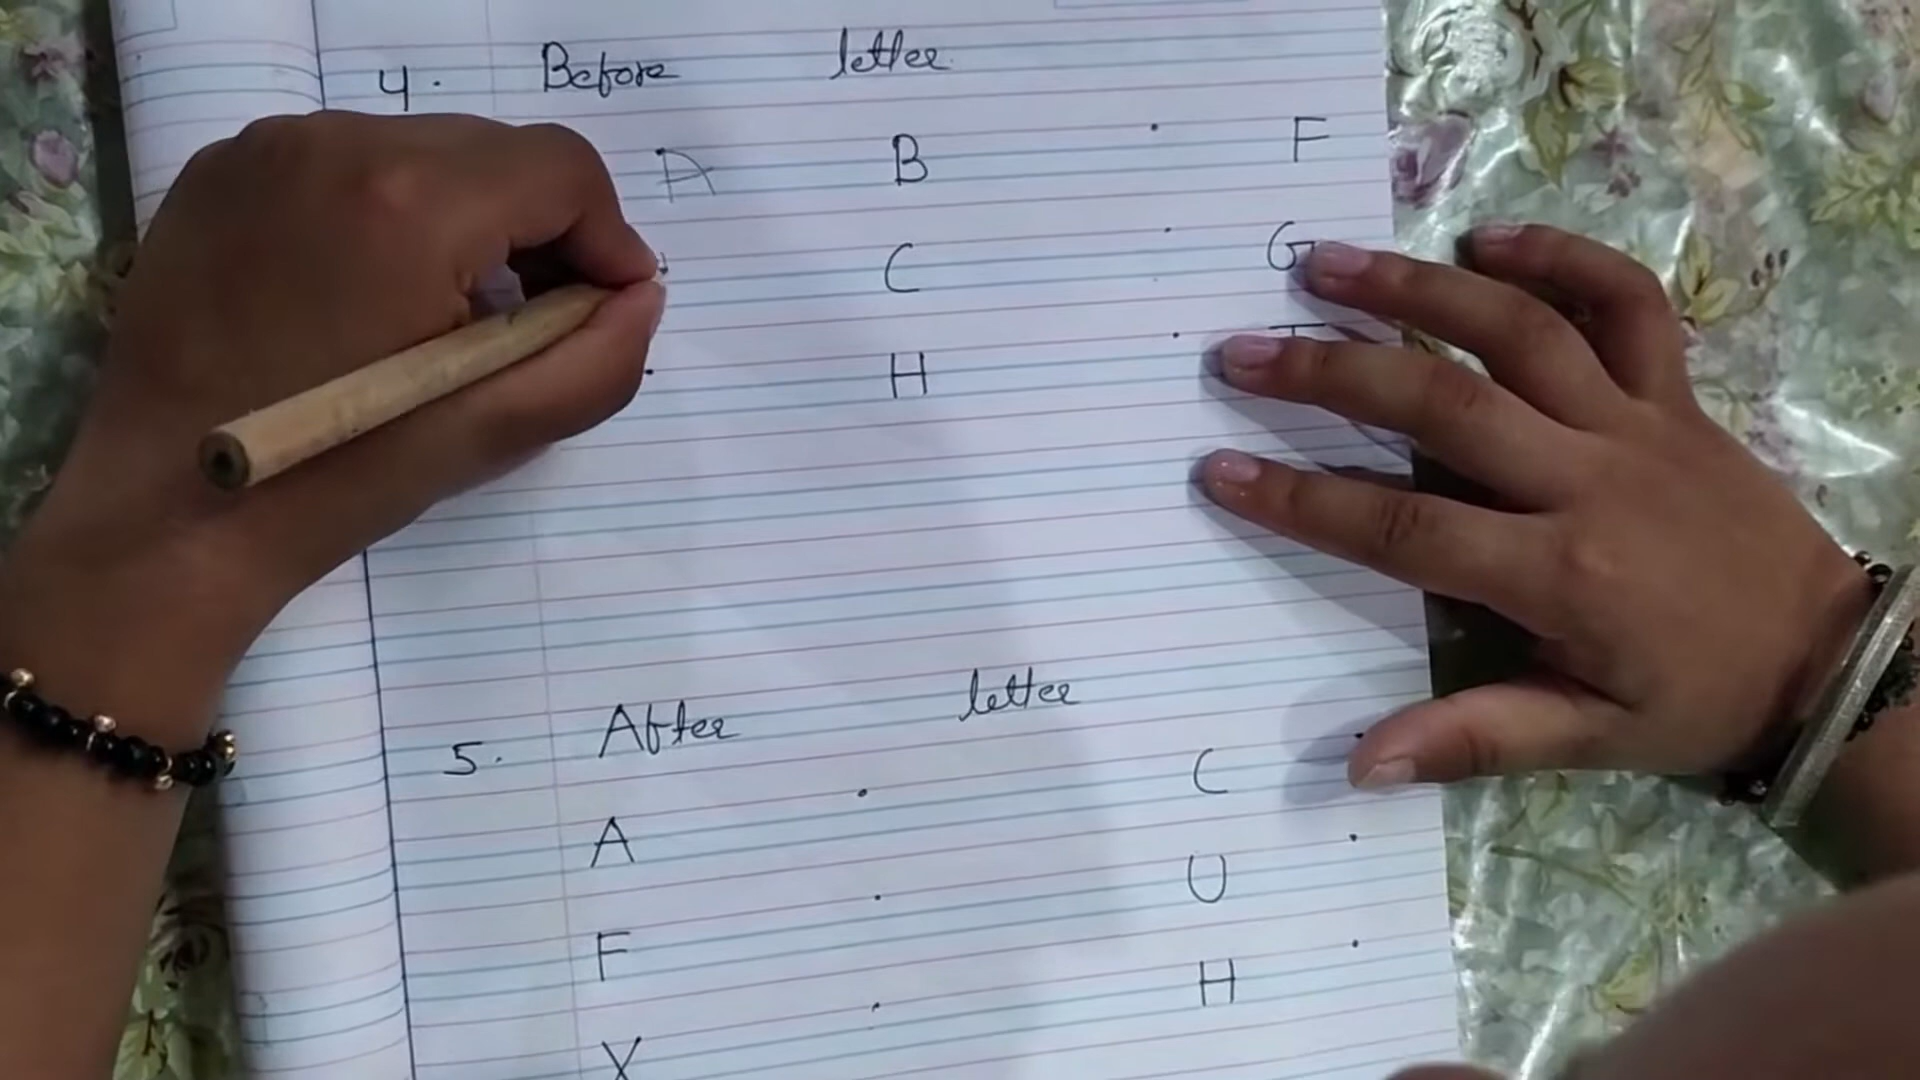 4. Before letter
A B F
C G
H
5. After letter
C
A
U
F
H
X